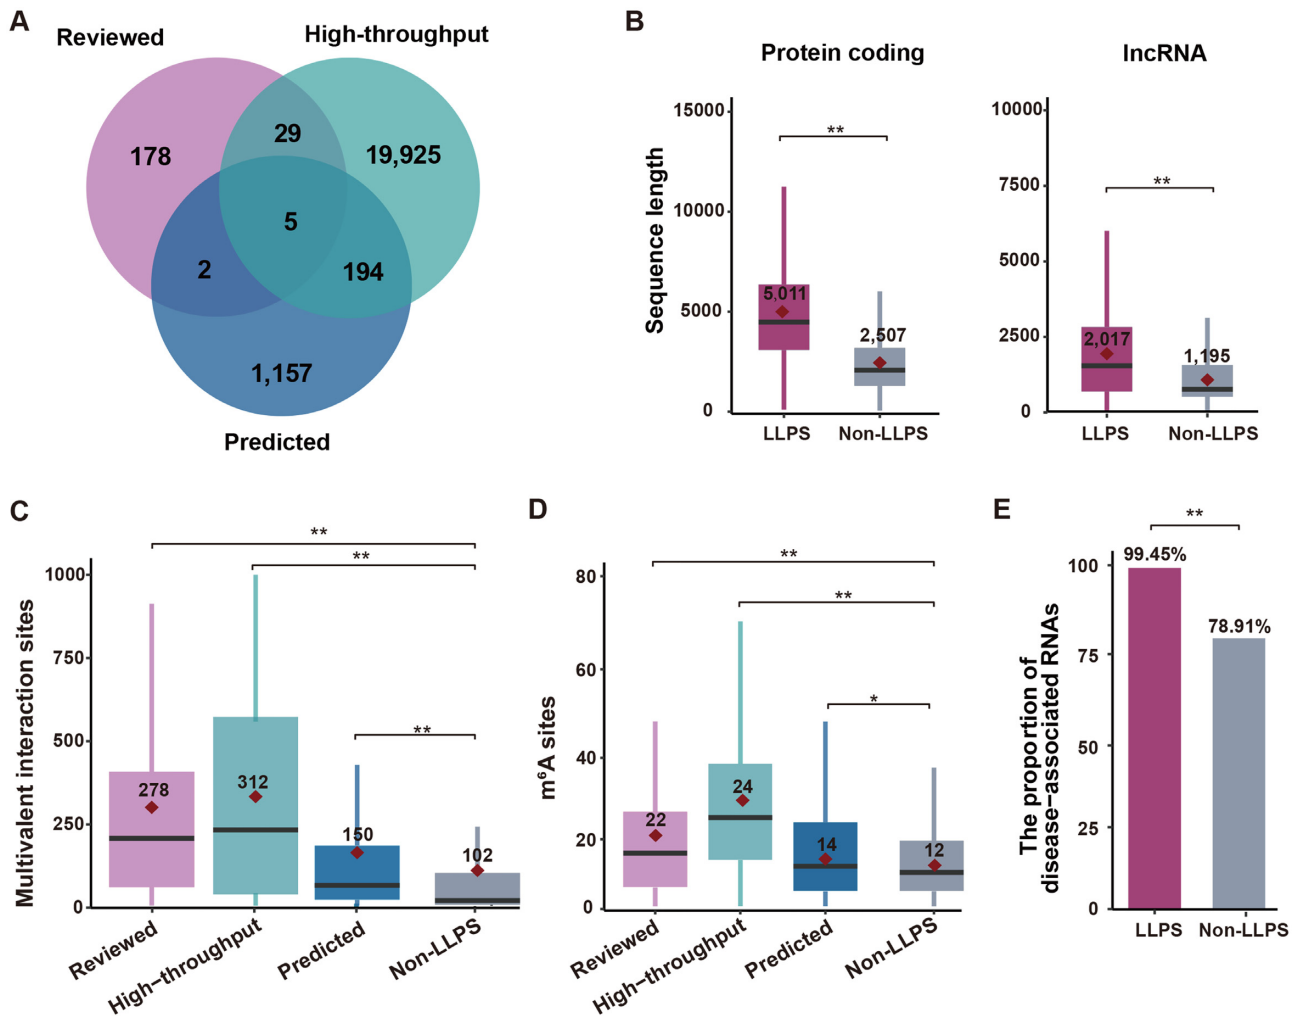 A
Reviewed
High-throughput
178
29
19,925
5
2
194
1,157
Predicted
B
Protein coding
lncRNA
Sequence length
15000
10000
5000
0
**
5,011
2,507
LLPS
Non-LLPS
10000
7500
5000
2500
0
**
2,017
1,195
LLPS
Non-LLPS
C
Multivalent interaction sites
1000
750
500
250
0
**
**
**
278
312
150
102
Reviewed
High−throughput
Predicted
Non-LLPS
D
m⁶A sites
80
60
40
20
0
**
**
*
22
24
14
12
Reviewed
High−throughput
Predicted
Non-LLPS
E
The proportion of
disease−associated RNAs
100
75
50
25
0
**
99.45%
78.91%
LLPS
Non-LLPS